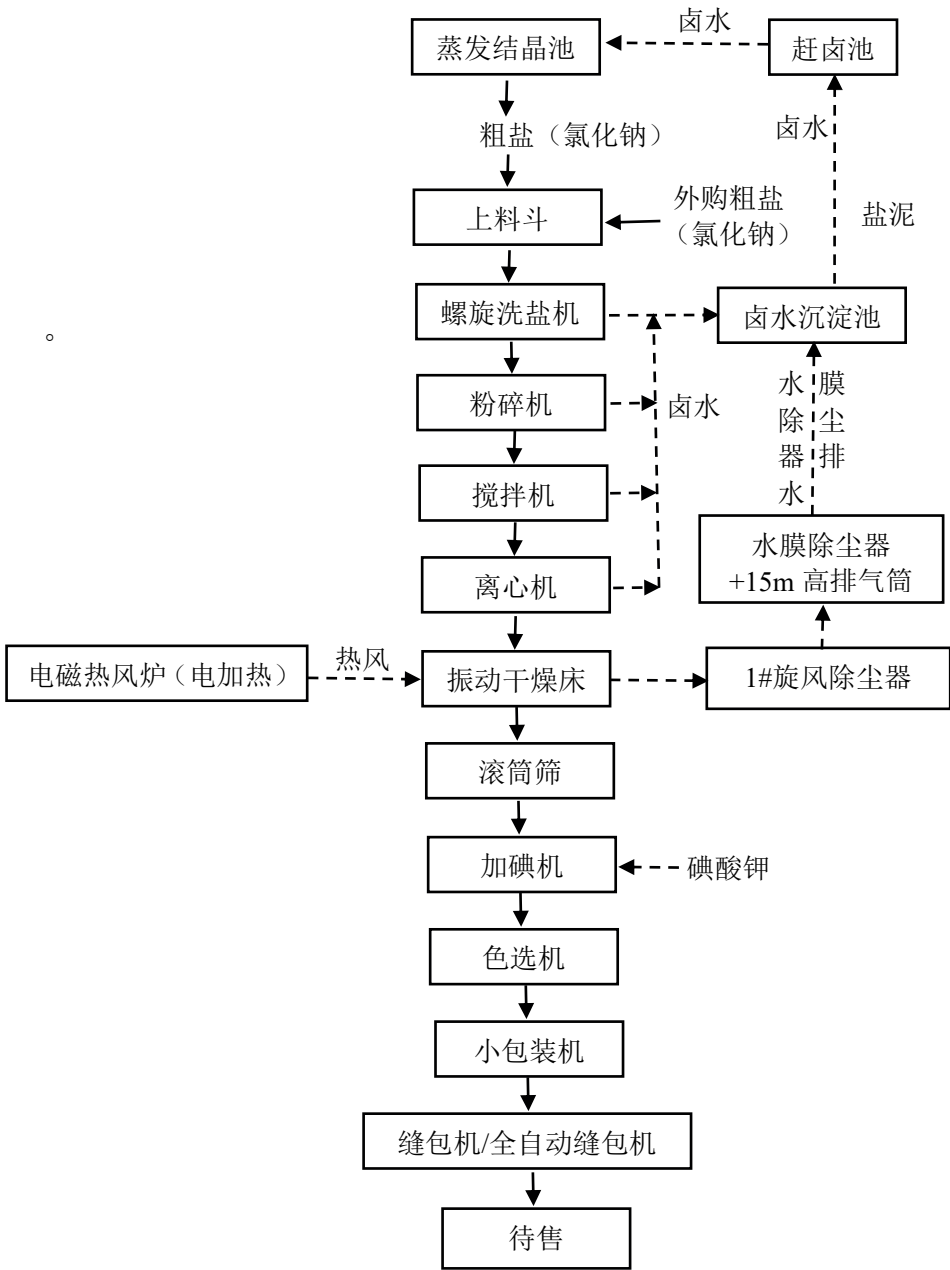 卤水
蒸发结晶池
赶卤池
粗盐（氯化钠）
卤水
上料斗
外购粗盐
（氯化钠）
盐泥
螺旋洗盐机
卤水沉淀池
。
粉碎机
卤水
水膜
除尘
器排
水
搅拌机
离心机
水膜除尘器
+15m 高排气筒
电磁热风炉（电加热）
热风
振动干燥床
1#旋风除尘器
滚筒筛
加碘机
碘酸钾
色选机
小包装机
缝包机/全自动缝包机
待售